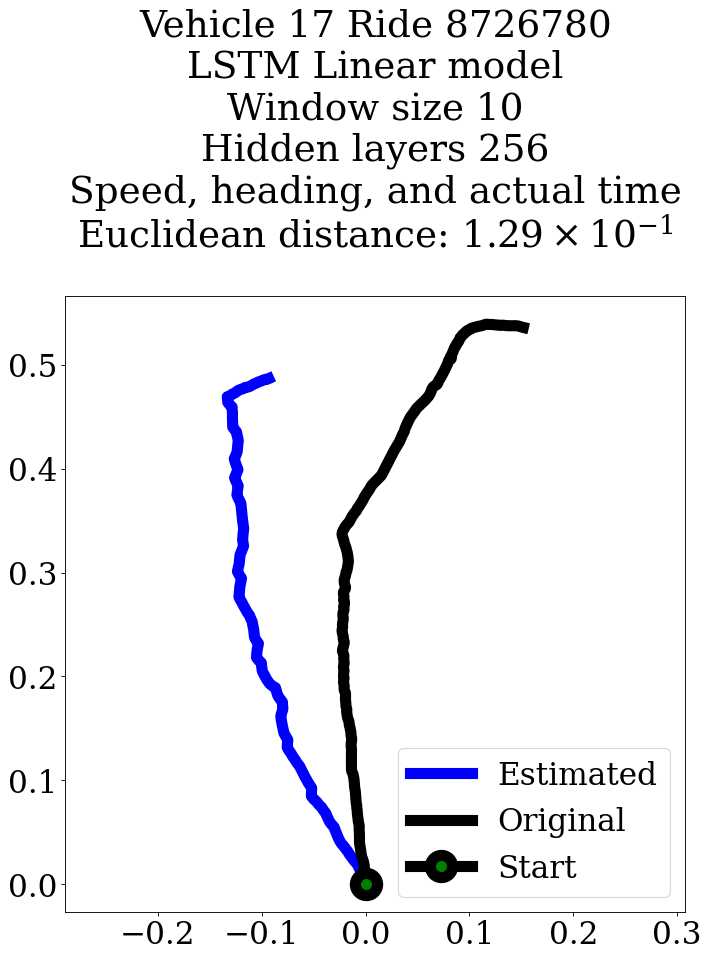 Vehicle 17 Ride 8726780
LSTM Linear model
Window size 10
Hidden layers 256
Speed, heading, and actual time
Euclidean distance: 1.29 × 10⁻¹
0.5
0.4
0.3
0.2
0.1
0.0
−0.2 −0.1 0.0 0.1 0.2 0.3
Estimated
Original
Start